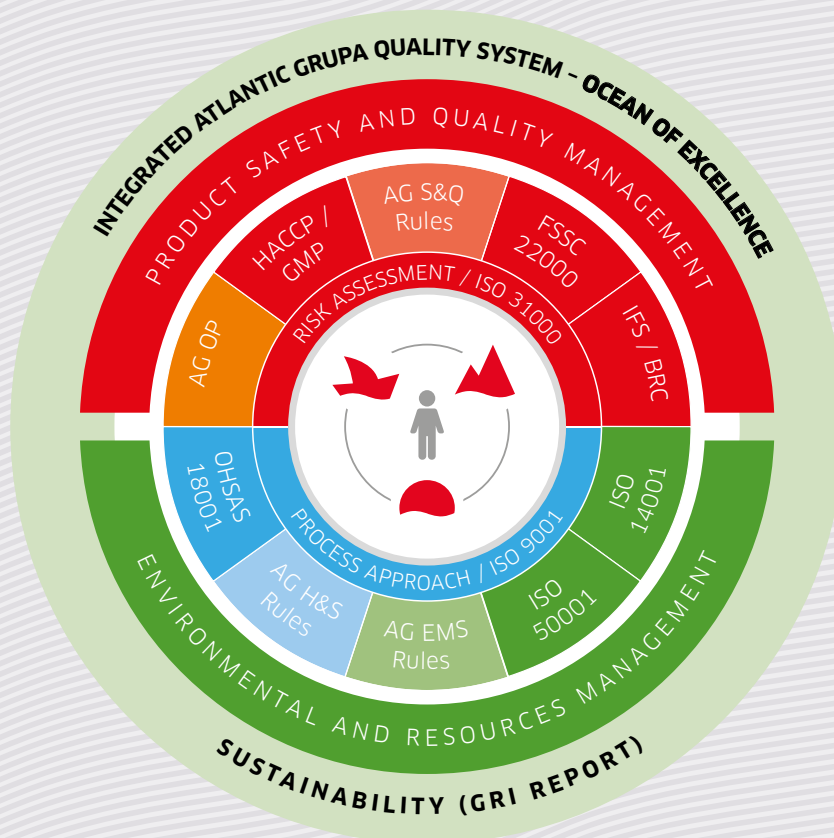 INTEGRATED ATLANTIC GRUPA QUALITY SYSTEM – OCEAN OF EXCELLENCE
PRODUCT SAFETY AND QUALITY MANAGEMENT
AG OP
HACCP /
GMP
AG S&Q
Rules
FSSC
22000
IFS / BRC
RISK ASSESSMENT / ISO 31000
PROCESS APPROACH / ISO 9001
OHSAS
18001
AG H&S
Rules
AG EMS
Rules
ISO
50001
ISO
14001
ENVIRONMENTAL AND RESOURCES MANAGEMENT
SUSTAINABILITY (GRI REPORT)